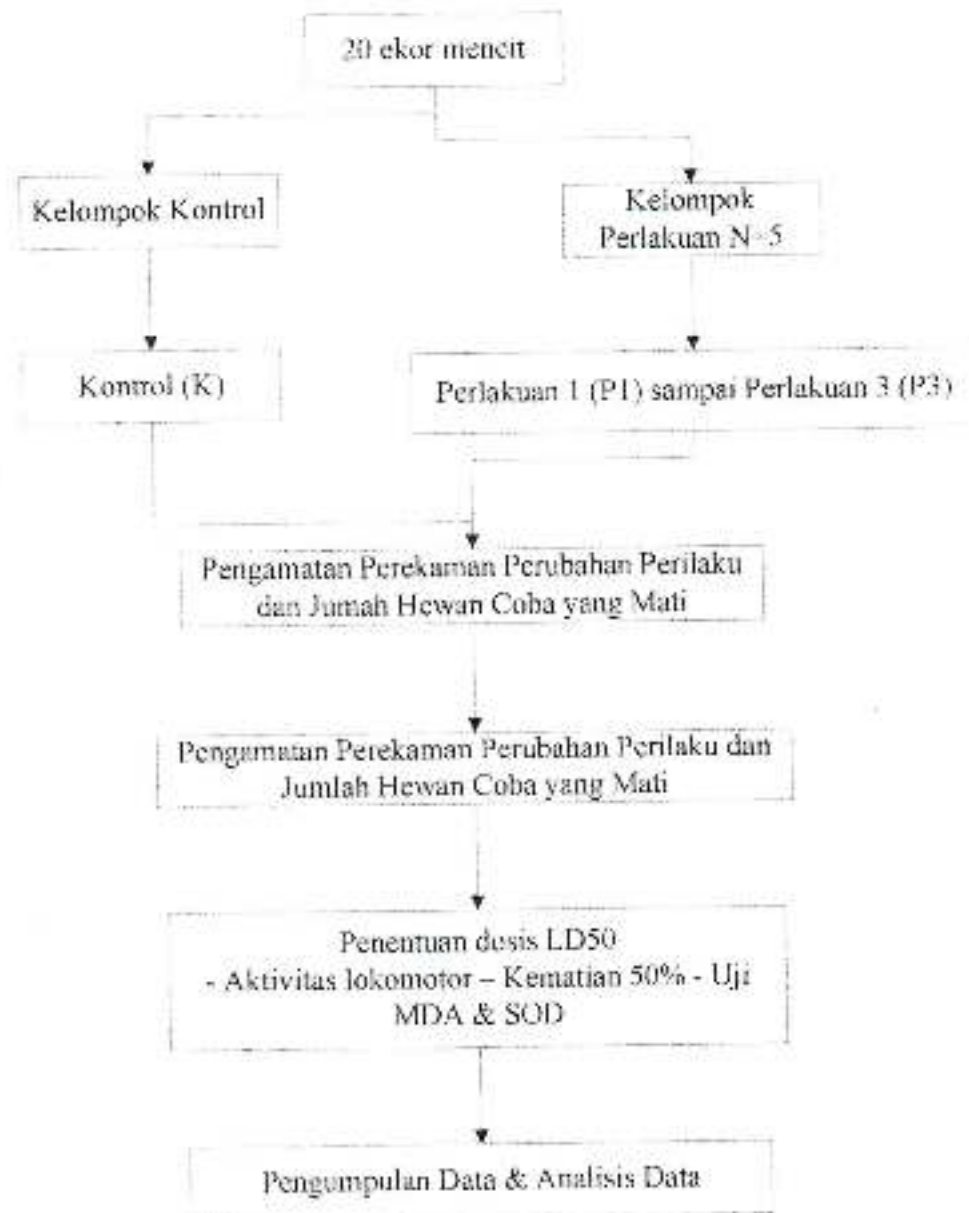 20 ekor mencit
Kelompok Kontrol
Kelompok
Perlakuan N=5
Kontrol (K)
Perlakuan 1 (P1) sampai Perlakuan 3 (P3)
Pengamatan Perekaman Perubahan Perilaku
dan Jumah Hewan Coba yang Mati
Pengamatan Perekaman Perubahan Perilaku dan
Jumlah Hewan Coba yang Mati
Penentuan dosis LD50
- Aktivitas lokomotor – Kematian 50% - Uji
MDA & SOD
Pengumpulan Data & Analisis Data